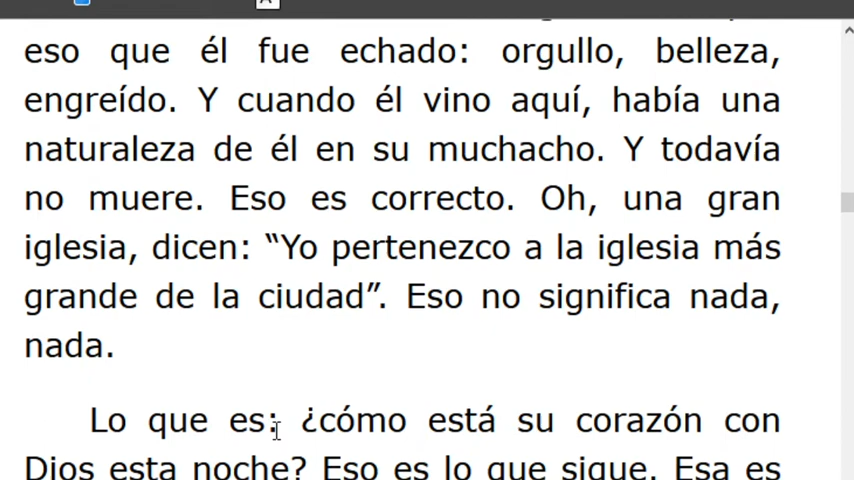 eso que él fue echado: orgullo, belleza,
engreído. Y cuando él vino aquí, había una
naturaleza de él en su muchacho. Y todavía
no muere. Eso es correcto. Oh, una gran
iglesia, dicen: “Yo pertenezco a la iglesia más
grande de la ciudad”. Eso no significa nada,
nada.
Lo que es: ¿cómo está su corazón con
Dios esta noche? Eso es lo que sigue. Esa es